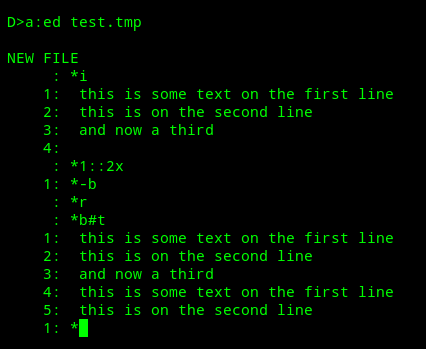 D>a:ed test.tmp
NEW FILE
: *i
1: this is some text on the first line
2: this is on the second line
3: and now a third
4:
: *1::2x
1: *-b
: *r
: *b#t
1: this is some text on the first line
2: this is on the second line
3: and now a third
4: this is some text on the first line
5: this is on the second line
1: *